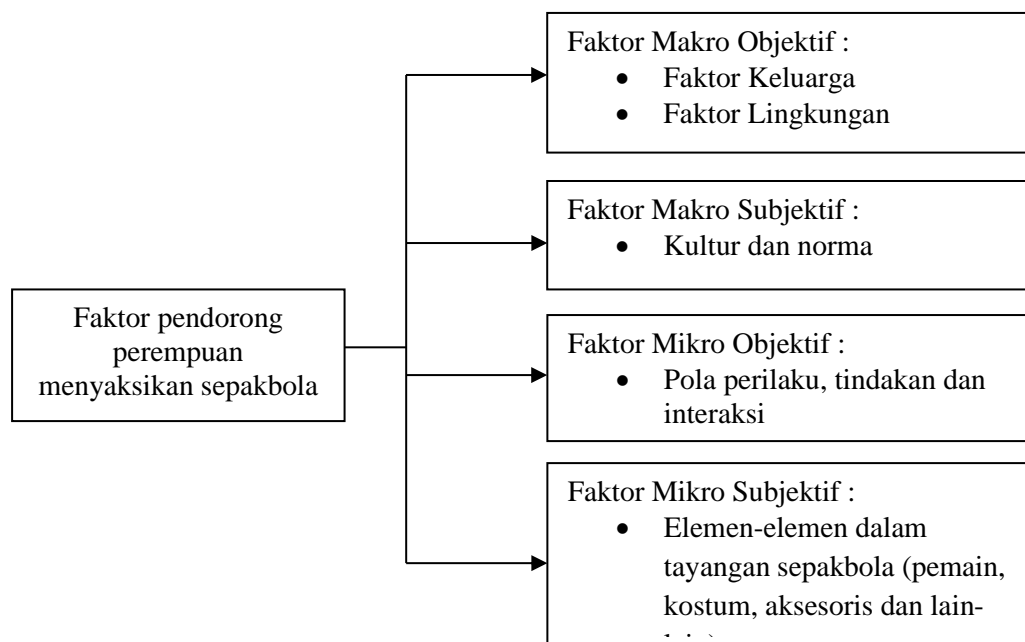 Faktor Makro Objektif :
• Faktor Keluarga
• Faktor Lingkungan
Faktor Makro Subjektif :
• Kultur dan norma
Faktor pendorong
perempuan
menyaksikan sepakbola
Faktor Mikro Objektif :
• Pola perilaku, tindakan dan
interaksi
Faktor Mikro Subjektif :
• Elemen-elemen dalam
tayangan sepakbola (pemain,
kostum, aksesoris dan lain-